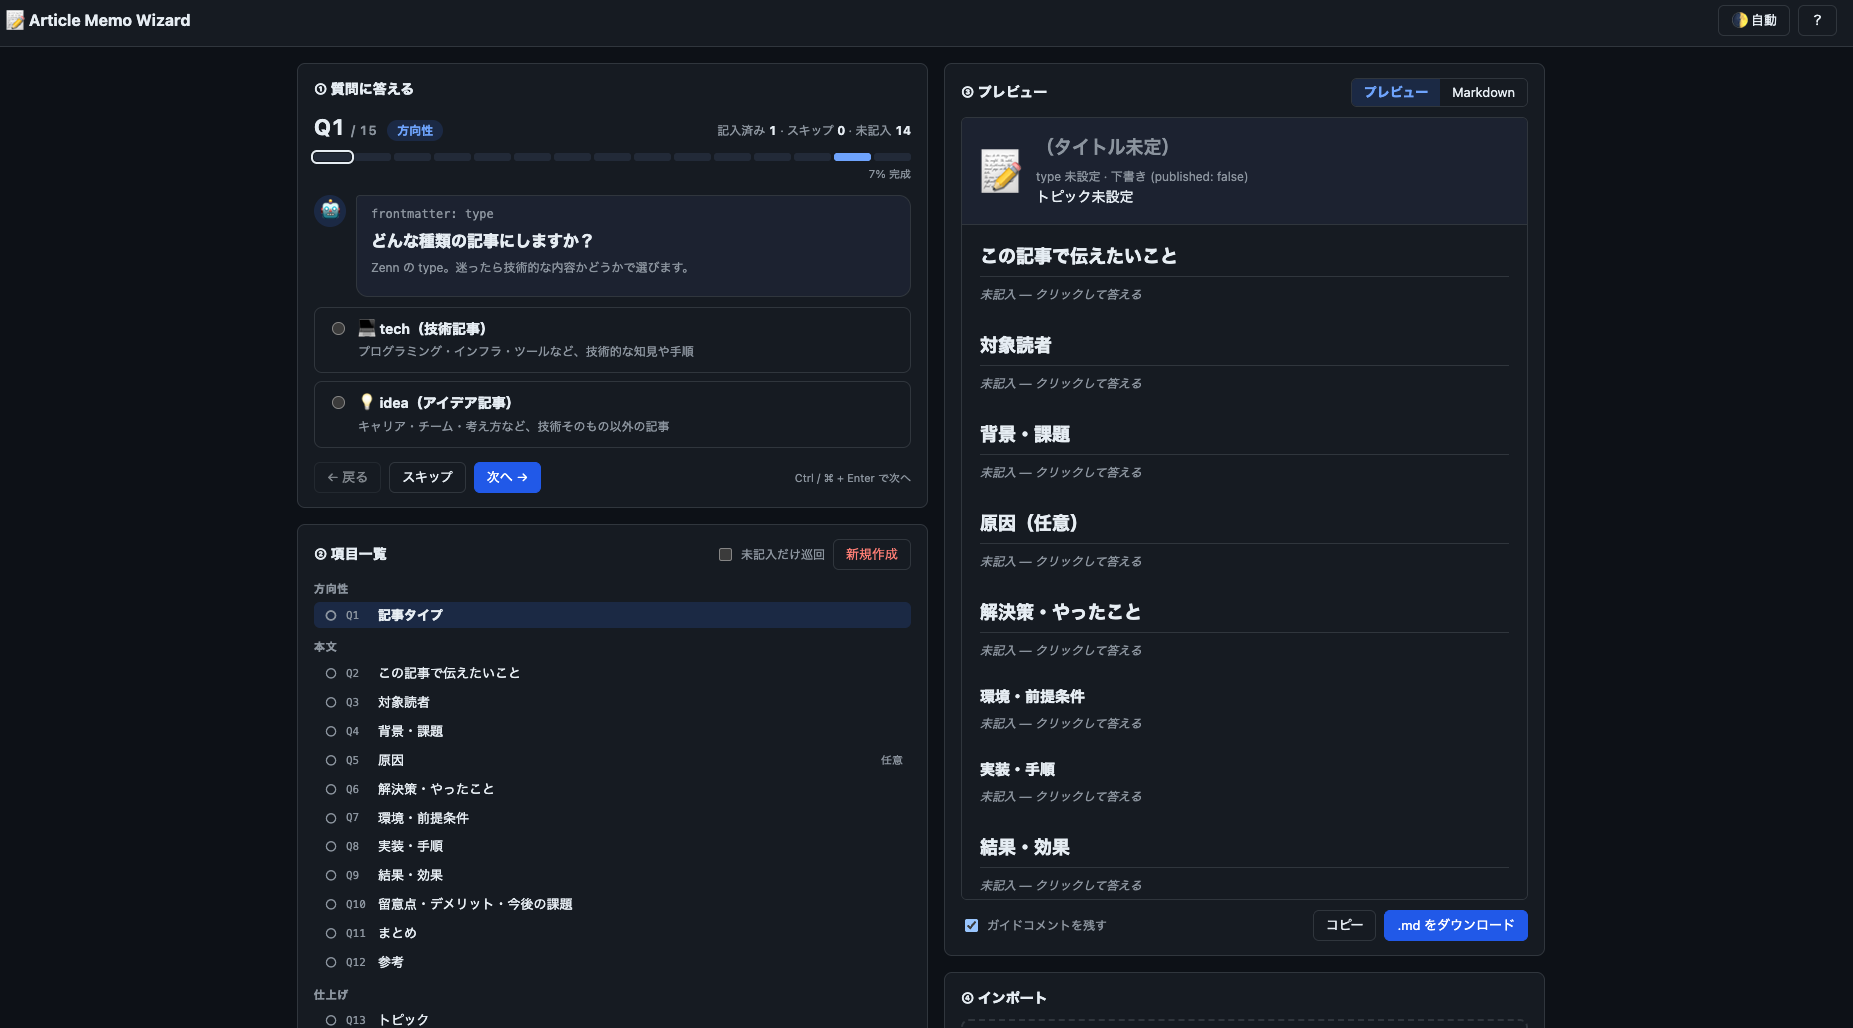 Article Memo Wizard
自動
?
① 質問に答える
Q1 / 15 方向性
記入済み 1 · スキップ 0 · 未記入 14
7% 完成
frontmatter: type
どんな種類の記事にしますか？
Zenn の type。迷ったら技術的な内容かどうかで選びます。
tech（技術記事）
プログラミング・インフラ・ツールなど、技術的な知見や手順
idea（アイデア記事）
キャリア・チーム・考え方など、技術そのもの以外の記事
← 戻る
スキップ
次へ →
Ctrl / ⌘ + Enter で次へ
② 項目一覧
未記入だけ巡回
新規作成
方向性
Q1 記事タイプ
本文
Q2 この記事で伝えたいこと
Q3 対象読者
Q4 背景・課題
Q5 原因 任意
Q6 解決策・やったこと
Q7 環境・前提条件
Q8 実装・手順
Q9 結果・効果
Q10 留意点・デメリット・今後の課題
Q11 まとめ
Q12 参考
仕上げ
Q13 トピック
③ プレビュー
プレビュー
Markdown
（タイトル未定）
type 未設定 · 下書き (published: false)
トピック未設定
この記事で伝えたいこと
未記入 — クリックして答える
対象読者
未記入 — クリックして答える
背景・課題
未記入 — クリックして答える
原因（任意）
未記入 — クリックして答える
解決策・やったこと
未記入 — クリックして答える
環境・前提条件
未記入 — クリックして答える
実装・手順
未記入 — クリックして答える
結果・効果
未記入 — クリックして答える
ガイドコメントを残す
コピー
.md をダウンロード
④ インポート